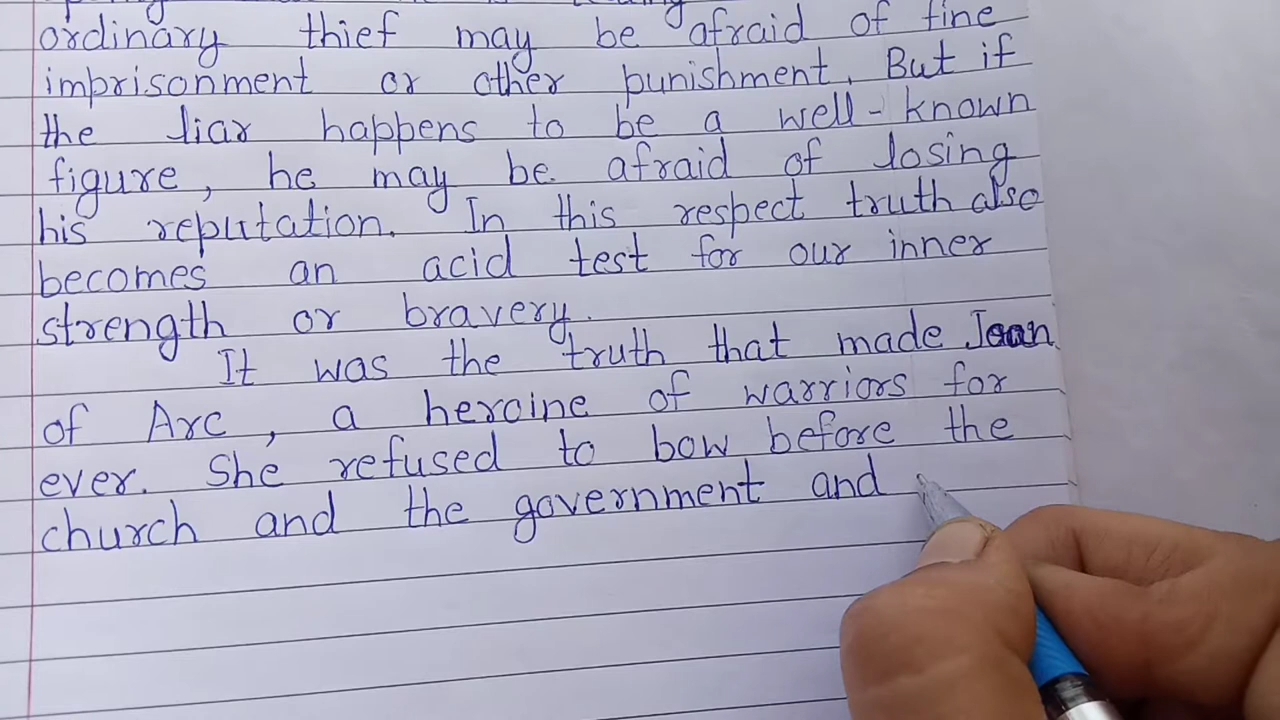 ordinary thief may be afraid of fine
imprisonment or other punishment. But if
the liar happens to be a well-known
figure, he may be afraid of losing
his reputation. In this respect truth also
becomes an acid test for our inner
strength or bravery.
It was the truth that made Joan
of Arc, a heroine of warriors for
ever. She refused to bow before the
church and the government and